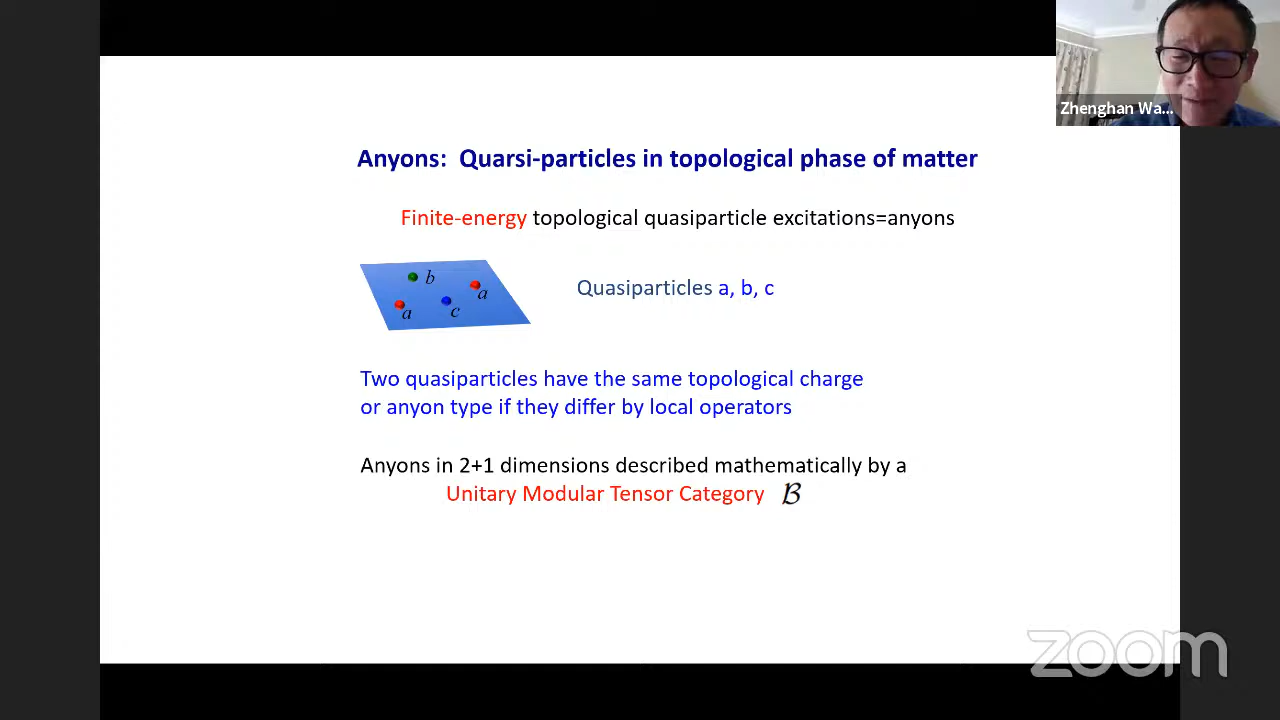 Zhenghan Wa...
Anyons: Quarsi-particles in topological phase of matter
Finite-energy topological quasiparticle excitations=anyons
b
a
a
c
Quasiparticles a, b, c
Two quasiparticles have the same topological charge
or anyon type if they differ by local operators
Anyons in 2+1 dimensions described mathematically by a
Unitary Modular Tensor Category ℬ
zoom